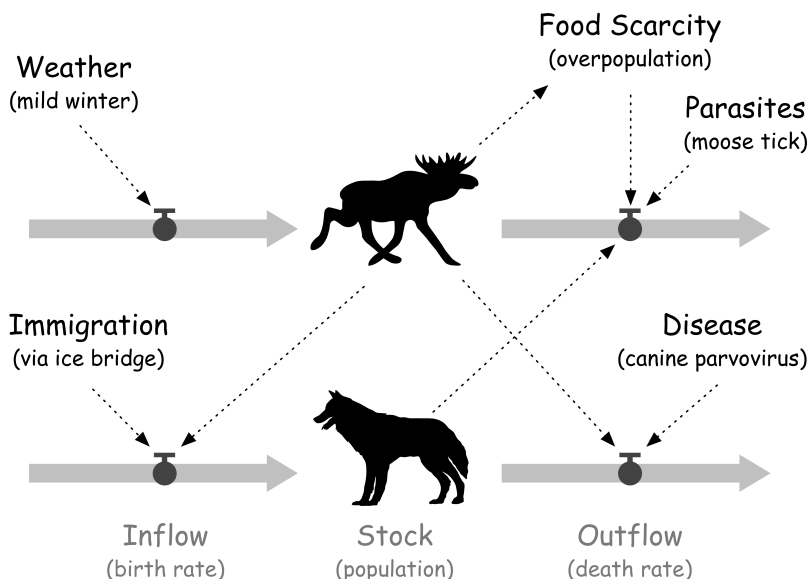 Food Scarcity
(overpopulation)
Weather
(mild winter)
Parasites
(moose tick)
Immigration
(via ice bridge)
Disease
(canine parvovirus)
Inflow
(birth rate)
Stock
(population)
Outflow
(death rate)